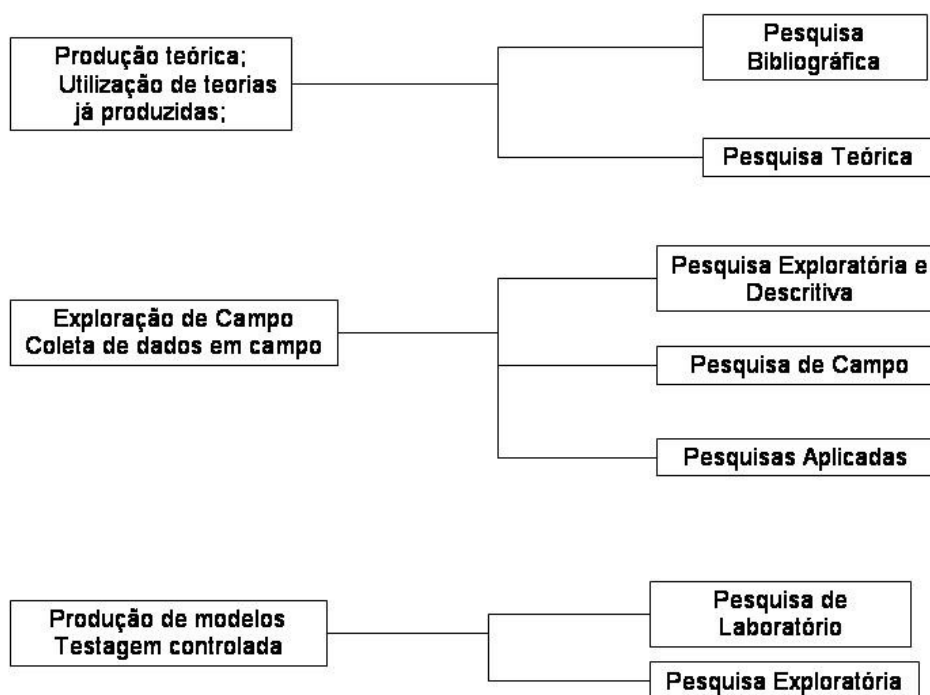 Produção teórica;
Utilização de teorias
já produzidas;
Pesquisa
Bibliográfica
Pesquisa Teórica
Exploração de Campo
Coleta de dados em campo
Pesquisa Exploratória e
Descritiva
Pesquisa de Campo
Pesquisas Aplicadas
Produção de modelos
Testagem controlada
Pesquisa de
Laboratório
Pesquisa Exploratória